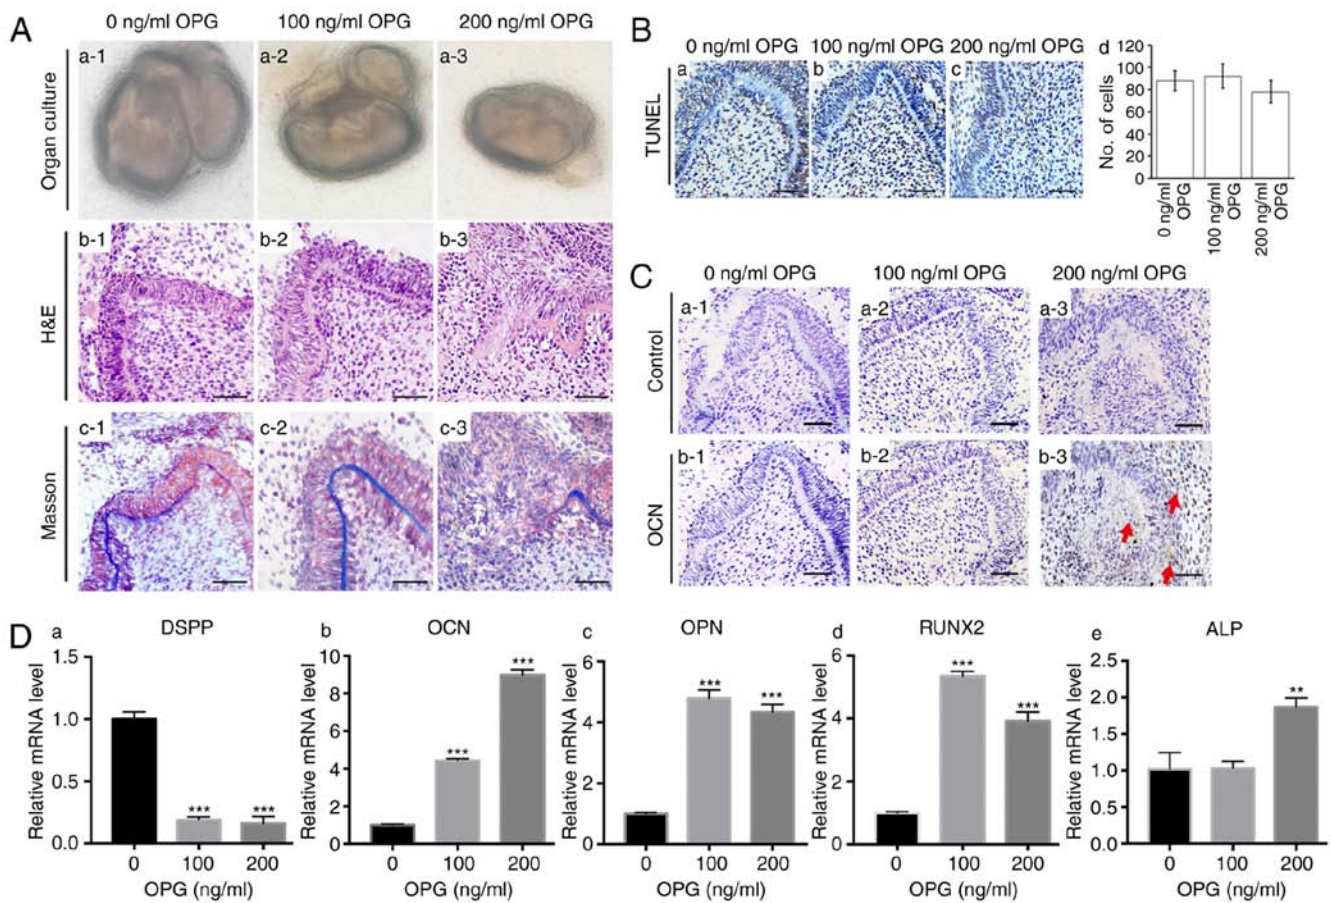 A
0 ng/ml OPG
100 ng/ml OPG
200 ng/ml OPG
Organ culture
a-1
a-2
a-3
H&E
b-1
b-2
b-3
Masson
c-1
c-2
c-3
B
0 ng/ml OPG
100 ng/ml OPG
200 ng/ml OPG
TUNEL
a
b
c
d
No. of cells
120
100
80
60
40
20
0
0 ng/ml
OPG
100 ng/ml
OPG
200 ng/ml
OPG
C
0 ng/ml OPG
100 ng/ml OPG
200 ng/ml OPG
Control
a-1
a-2
a-3
OCN
b-1
b-2
b-3
D
a
DSPP
Relative mRNA level
1.5
1.0
0.5
0.0
***
***
0
100
200
OPG (ng/ml)
b
OCN
Relative mRNA level
10
8
6
4
2
0
***
***
0
100
200
OPG (ng/ml)
c
OPN
Relative mRNA level
6
4
2
0
***
***
0
100
200
OPG (ng/ml)
d
RUNX2
Relative mRNA level
6
4
2
0
***
***
0
100
200
OPG (ng/ml)
e
ALP
Relative mRNA level
2.5
2.0
1.5
1.0
0.5
0.0
**
0
100
200
OPG (ng/ml)